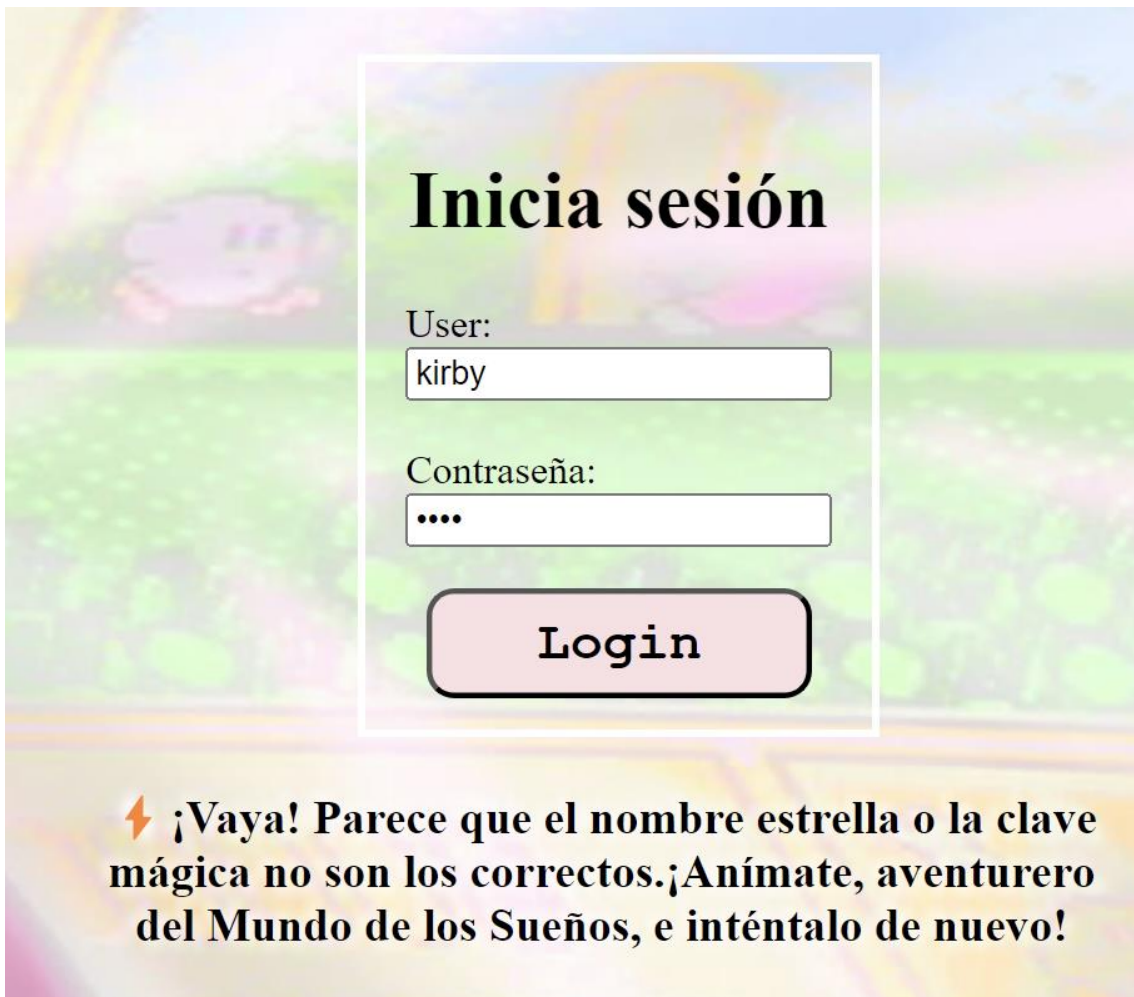 Inicia sesión
User:
kirby
Contraseña:
••••
Login
⚡ ¡Vaya! Parece que el nombre estrella o la clave
mágica no son los correctos.¡Anímate, aventurero
del Mundo de los Sueños, e inténtalo de nuevo!